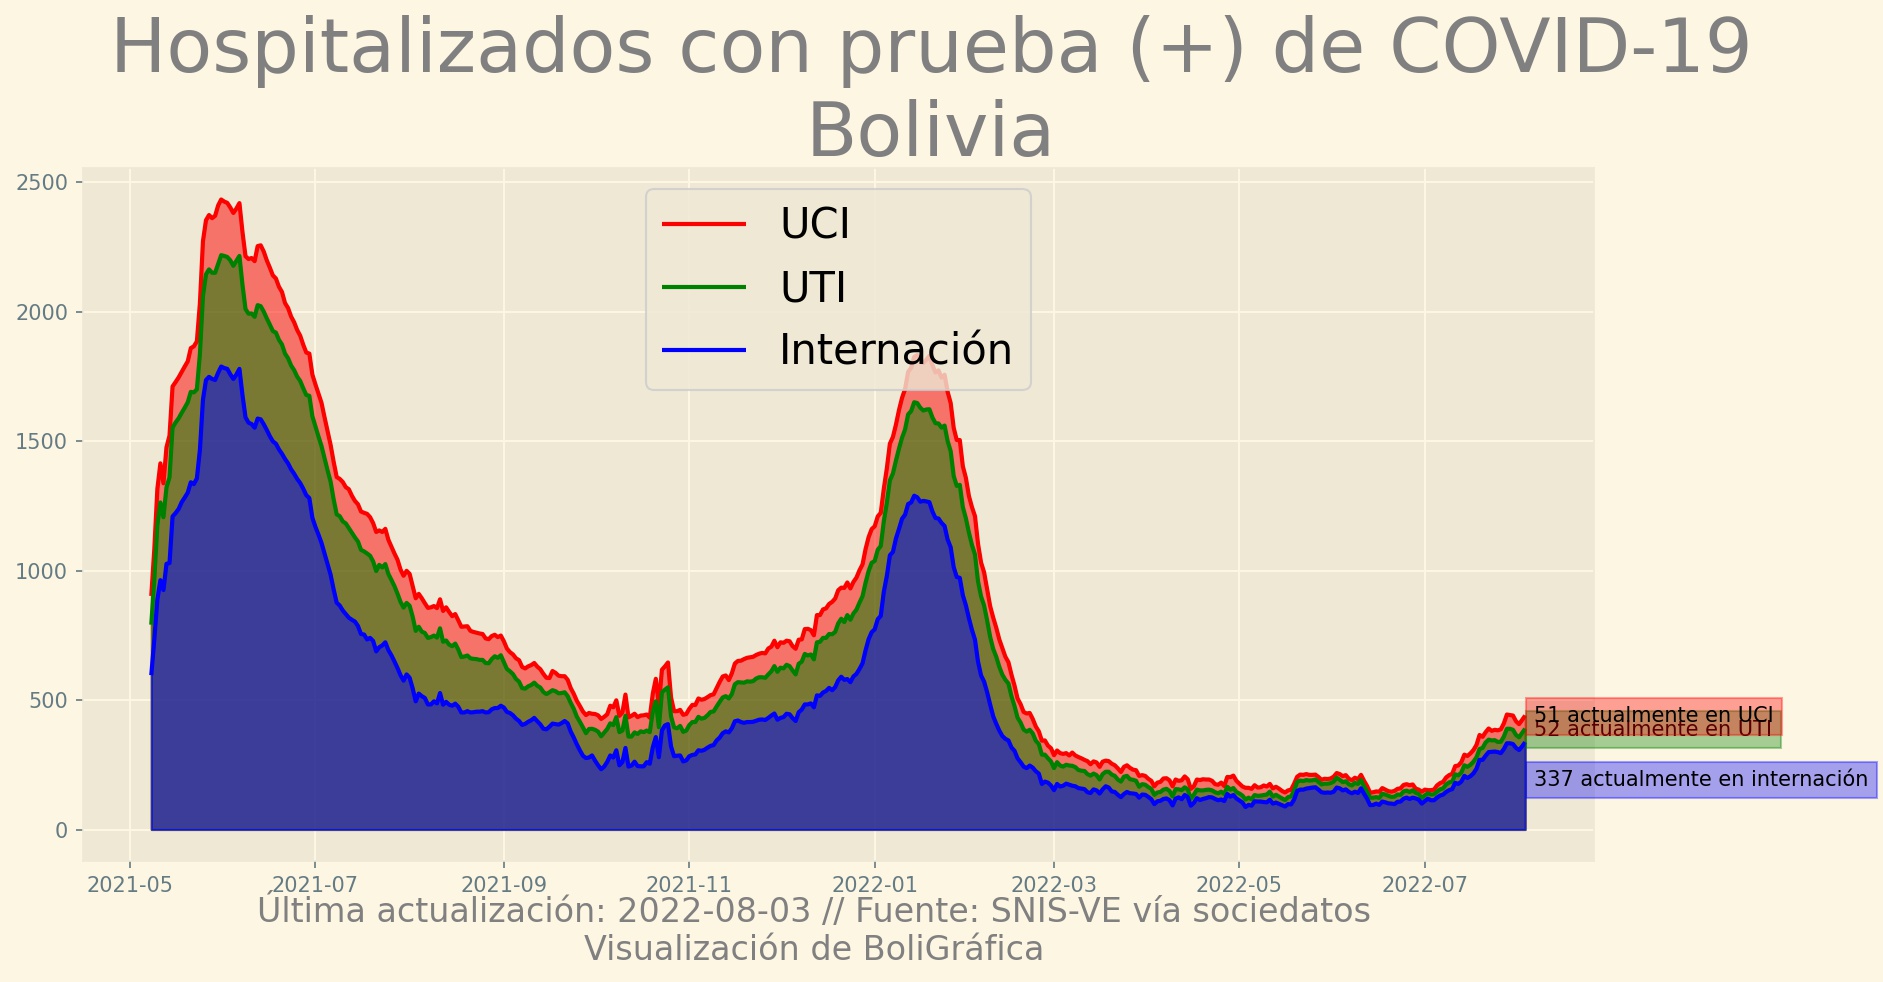 Hospitalizados con prueba (+) de COVID-19
Bolivia
2500
2000
1500
1000
500
0
UCI
UTI
Internación
51 actualmente en UCI
52 actualmente en UTI
337 actualmente en internación
2021-05
2021-07
2021-09
2021-11
2022-01
2022-03
2022-05
2022-07
Última actualización: 2022-08-03 // Fuente: SNIS-VE vía sociedatos
Visualización de BoliGráfica